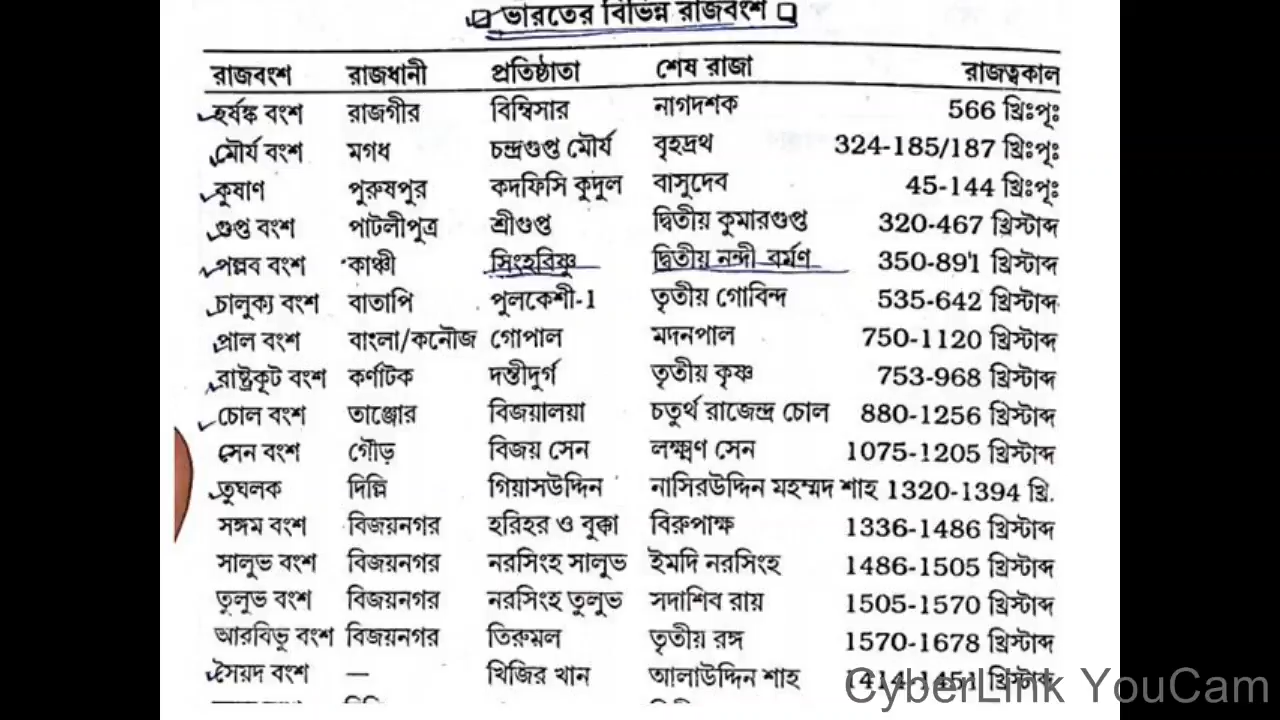 ভারতের বিভিন্ন রাজবংশ
রাজবংশ রাজধানী প্রতিষ্ঠাতা শেষ রাজা রাজত্বকাল
হর্ষঙ্ক বংশ রাজগীর বিম্বিসার নাগদশক 566 খ্রিঃপূঃ
মৌর্য বংশ মগধ চন্দ্রগুপ্ত মৌর্য বৃহদ্রথ 324-185/187 খ্রিঃপূঃ
কুষাণ পুরুষপুর কদফিসি কুদুল বাসুদেব 45-144 খ্রিঃপূঃ
গুপ্ত বংশ পাটলীপুত্র শ্রীগুপ্ত দ্বিতীয় কুমারগুপ্ত 320-467 খ্রিস্টাব্দ
পল্লব বংশ কাঞ্চী সিংহবিষ্ণু দ্বিতীয় নন্দী বর্মণ 350-891 খ্রিস্টাব্দ
চালুক্য বংশ বাতাপি পুলকেশী-1 তৃতীয় গোবিন্দ 535-642 খ্রিস্টাব্দ
পাল বংশ বাংলা/কনৌজ গোপাল মদনপাল 750-1120 খ্রিস্টাব্দ
রাষ্ট্রকূট বংশ কর্ণাটক দন্তীদুর্গ তৃতীয় কৃষ্ণ 753-968 খ্রিস্টাব্দ
চোল বংশ তাঞ্জোর বিজয়ালয়া চতুর্থ রাজেন্দ্র চোল 880-1256 খ্রিস্টাব্দ
সেন বংশ গৌড় বিজয় সেন লক্ষ্মণ সেন 1075-1205 খ্রিস্টাব্দ
তুঘলক দিল্লি গিয়াসউদ্দিন নাসিরউদ্দিন মহম্মদ শাহ 1320-1394 খ্রি.
সঙ্গম বংশ বিজয়নগর হরিহর ও বুক্কা বিরুপাক্ষ 1336-1486 খ্রিস্টাব্দ
সালুভ বংশ বিজয়নগর নরসিংহ সালুভ ইমদি নরসিংহ 1486-1505 খ্রিস্টাব্দ
তুলুভ বংশ বিজয়নগর নরসিংহ তুলুভ সদাশিব রায় 1505-1570 খ্রিস্টাব্দ
আরবিভু বংশ বিজয়নগর তিরুমল তৃতীয় রঙ্গ 1570-1678 খ্রিস্টাব্দ
সৈয়দ বংশ — খিজির খান আলাউদ্দিন শাহ 1414-1451 খ্রিস্টাব্দ
CyberLink YouCam